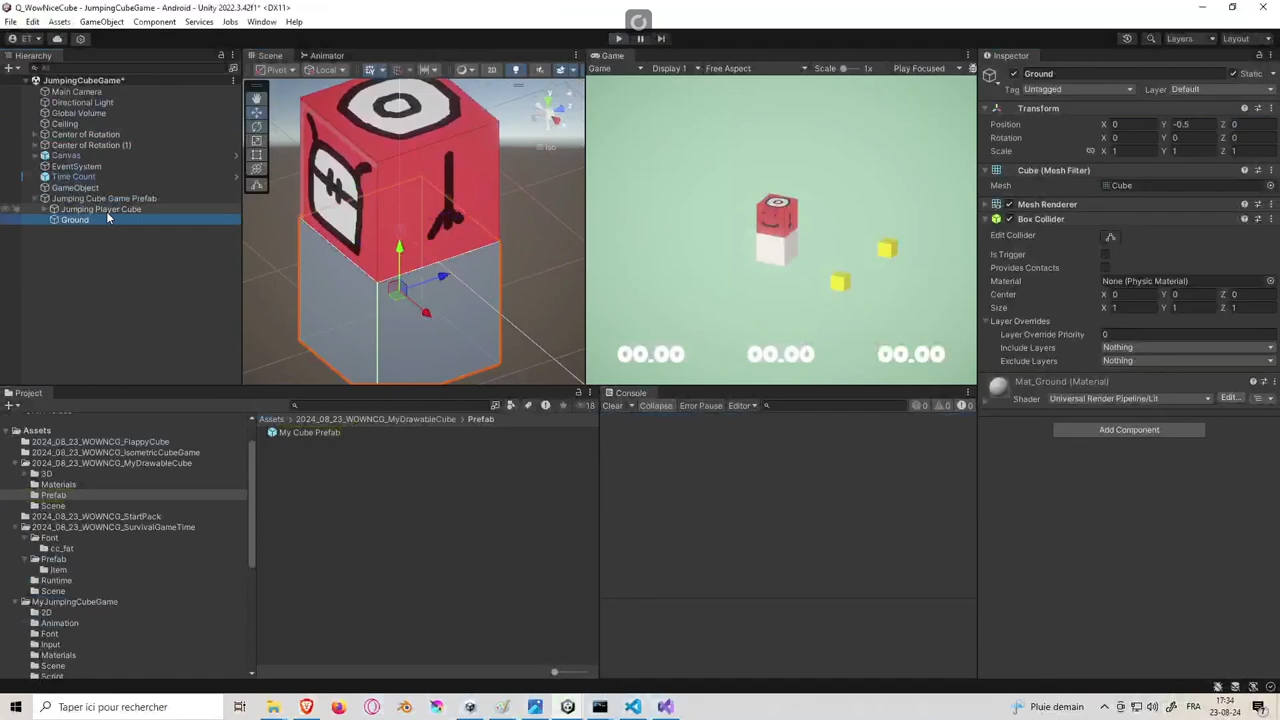 Q_WowNiceCube - JumpingCubeGame - Android - Unity 2022.3.42f1* <DX11>
File Edit Assets GameObject Component Services Jobs Window Help
ET Layers Layout
Hierarchy Scene Animator Game Inspector
All Pivot Local 2D Game Display 1 Free Aspect Scale 1x Play Focused Ground Static
JumpingCubeGame* Tag Untagged Layer Default
Main Camera
Directional Light Transform
Global Volume
Ceiling Position X 0 Y -0.5 Z 0
Center of Rotation Rotation X 0 Y 0 Z 0
Center of Rotation (1) Scale X 1 Y 1 Z 1
Canvas y x z Iso
EventSystem Cube (Mesh Filter)
Time Count Mesh Cube
GameObject
Jumping Cube Game Prefab Mesh Renderer
Jumping Player Cube
Ground Box Collider
Edit Collider
Is Trigger
Provides Contacts
Material None (Physic Material)
Center X 0 Y 0 Z 0
Size X 1 Y 1 Z 1
Layer Overrides
Layer Override Priority 0
Include Layers Nothing
00.00 00.00 00.00 Exclude Layers Nothing
Mat_Ground (Material)
Shader Universal Render Pipeline/Lit Edit...
Add Component
Project Console
18 Clear Collapse Error Pause Editor 0 0 0
Assets > 2024_08_23_WOWNCG_MyDrawableCube > Prefab
My Cube Prefab
Assets
2024_08_23_WOWNCG_FlappyCube
2024_08_23_WOWNCG_IsometricCubeGame
2024_08_23_WOWNCG_MyDrawableCube
3D
Materials
Prefab
Scene
2024_08_23_WOWNCG_StartPack
2024_08_23_WOWNCG_SurvivalGameTime
Font
cc_fat
Prefab
Item
Runtime
Scene
MyJumpingCubeGame
2D
Animation
Font
Input
Materials
Scene
Script
Taper ici pour rechercher Pluie demain FRA 17:34
23-08-24